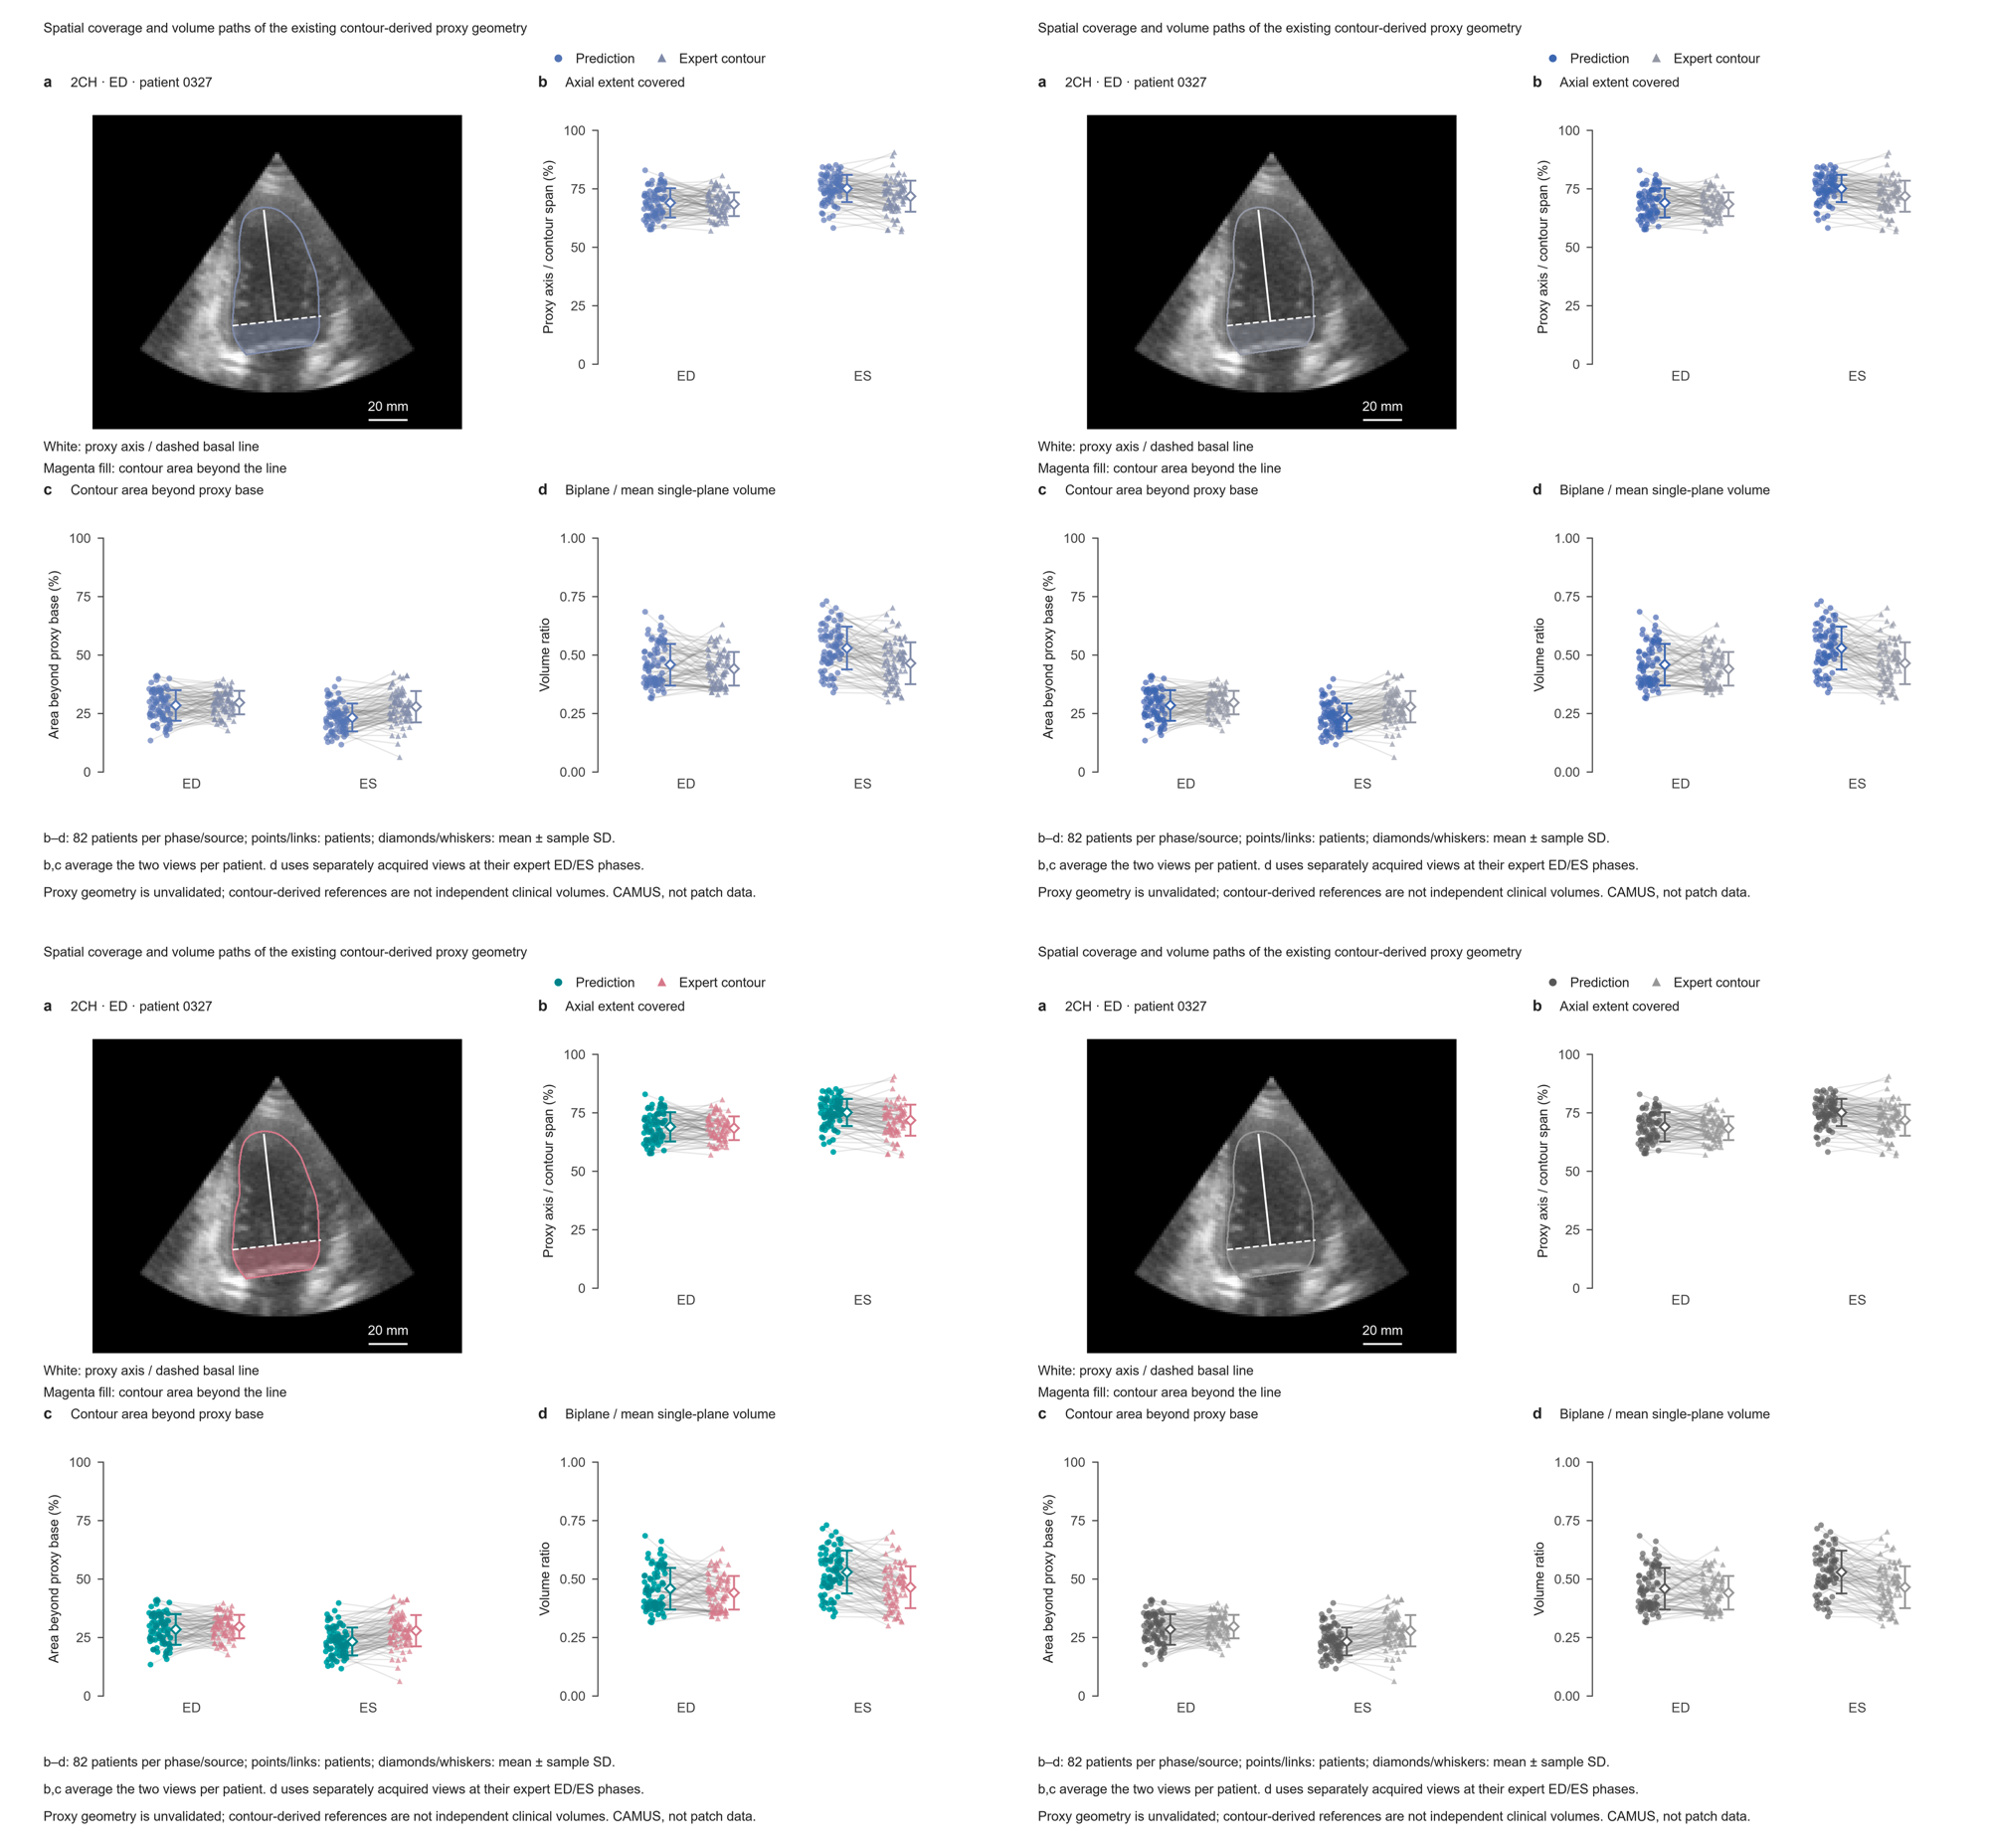 Spatial coverage and volume paths of the existing contour-derived proxy geometry
Prediction Expert contour
a 2CH · ED · patient 0327
b Axial extent covered
20 mm
Proxy axis / contour span (%)
100
75
50
25
0
ED ES
White: proxy axis / dashed basal line
Magenta fill: contour area beyond the line
c Contour area beyond proxy base
Area beyond proxy base (%)
100
75
50
25
0
ED ES
d Biplane / mean single-plane volume
Volume ratio
1.00
0.75
0.50
0.25
0.00
ED ES
b–d: 82 patients per phase/source; points/links: patients; diamonds/whiskers: mean ± sample SD.
b,c average the two views per patient. d uses separately acquired views at their expert ED/ES phases.
Proxy geometry is unvalidated; contour-derived references are not independent clinical volumes. CAMUS, not patch data.
Spatial coverage and volume paths of the existing contour-derived proxy geometry
Prediction Expert contour
a 2CH · ED · patient 0327
b Axial extent covered
20 mm
Proxy axis / contour span (%)
100
75
50
25
0
ED ES
White: proxy axis / dashed basal line
Magenta fill: contour area beyond the line
c Contour area beyond proxy base
Area beyond proxy base (%)
100
75
50
25
0
ED ES
d Biplane / mean single-plane volume
Volume ratio
1.00
0.75
0.50
0.25
0.00
ED ES
b–d: 82 patients per phase/source; points/links: patients; diamonds/whiskers: mean ± sample SD.
b,c average the two views per patient. d uses separately acquired views at their expert ED/ES phases.
Proxy geometry is unvalidated; contour-derived references are not independent clinical volumes. CAMUS, not patch data.
Spatial coverage and volume paths of the existing contour-derived proxy geometry
Prediction Expert contour
a 2CH · ED · patient 0327
b Axial extent covered
20 mm
Proxy axis / contour span (%)
100
75
50
25
0
ED ES
White: proxy axis / dashed basal line
Magenta fill: contour area beyond the line
c Contour area beyond proxy base
Area beyond proxy base (%)
100
75
50
25
0
ED ES
d Biplane / mean single-plane volume
Volume ratio
1.00
0.75
0.50
0.25
0.00
ED ES
b–d: 82 patients per phase/source; points/links: patients; diamonds/whiskers: mean ± sample SD.
b,c average the two views per patient. d uses separately acquired views at their expert ED/ES phases.
Proxy geometry is unvalidated; contour-derived references are not independent clinical volumes. CAMUS, not patch data.
Spatial coverage and volume paths of the existing contour-derived proxy geometry
Prediction Expert contour
a 2CH · ED · patient 0327
b Axial extent covered
20 mm
Proxy axis / contour span (%)
100
75
50
25
0
ED ES
White: proxy axis / dashed basal line
Magenta fill: contour area beyond the line
c Contour area beyond proxy base
Area beyond proxy base (%)
100
75
50
25
0
ED ES
d Biplane / mean single-plane volume
Volume ratio
1.00
0.75
0.50
0.25
0.00
ED ES
b–d: 82 patients per phase/source; points/links: patients; diamonds/whiskers: mean ± sample SD.
b,c average the two views per patient. d uses separately acquired views at their expert ED/ES phases.
Proxy geometry is unvalidated; contour-derived references are not independent clinical volumes. CAMUS, not patch data.